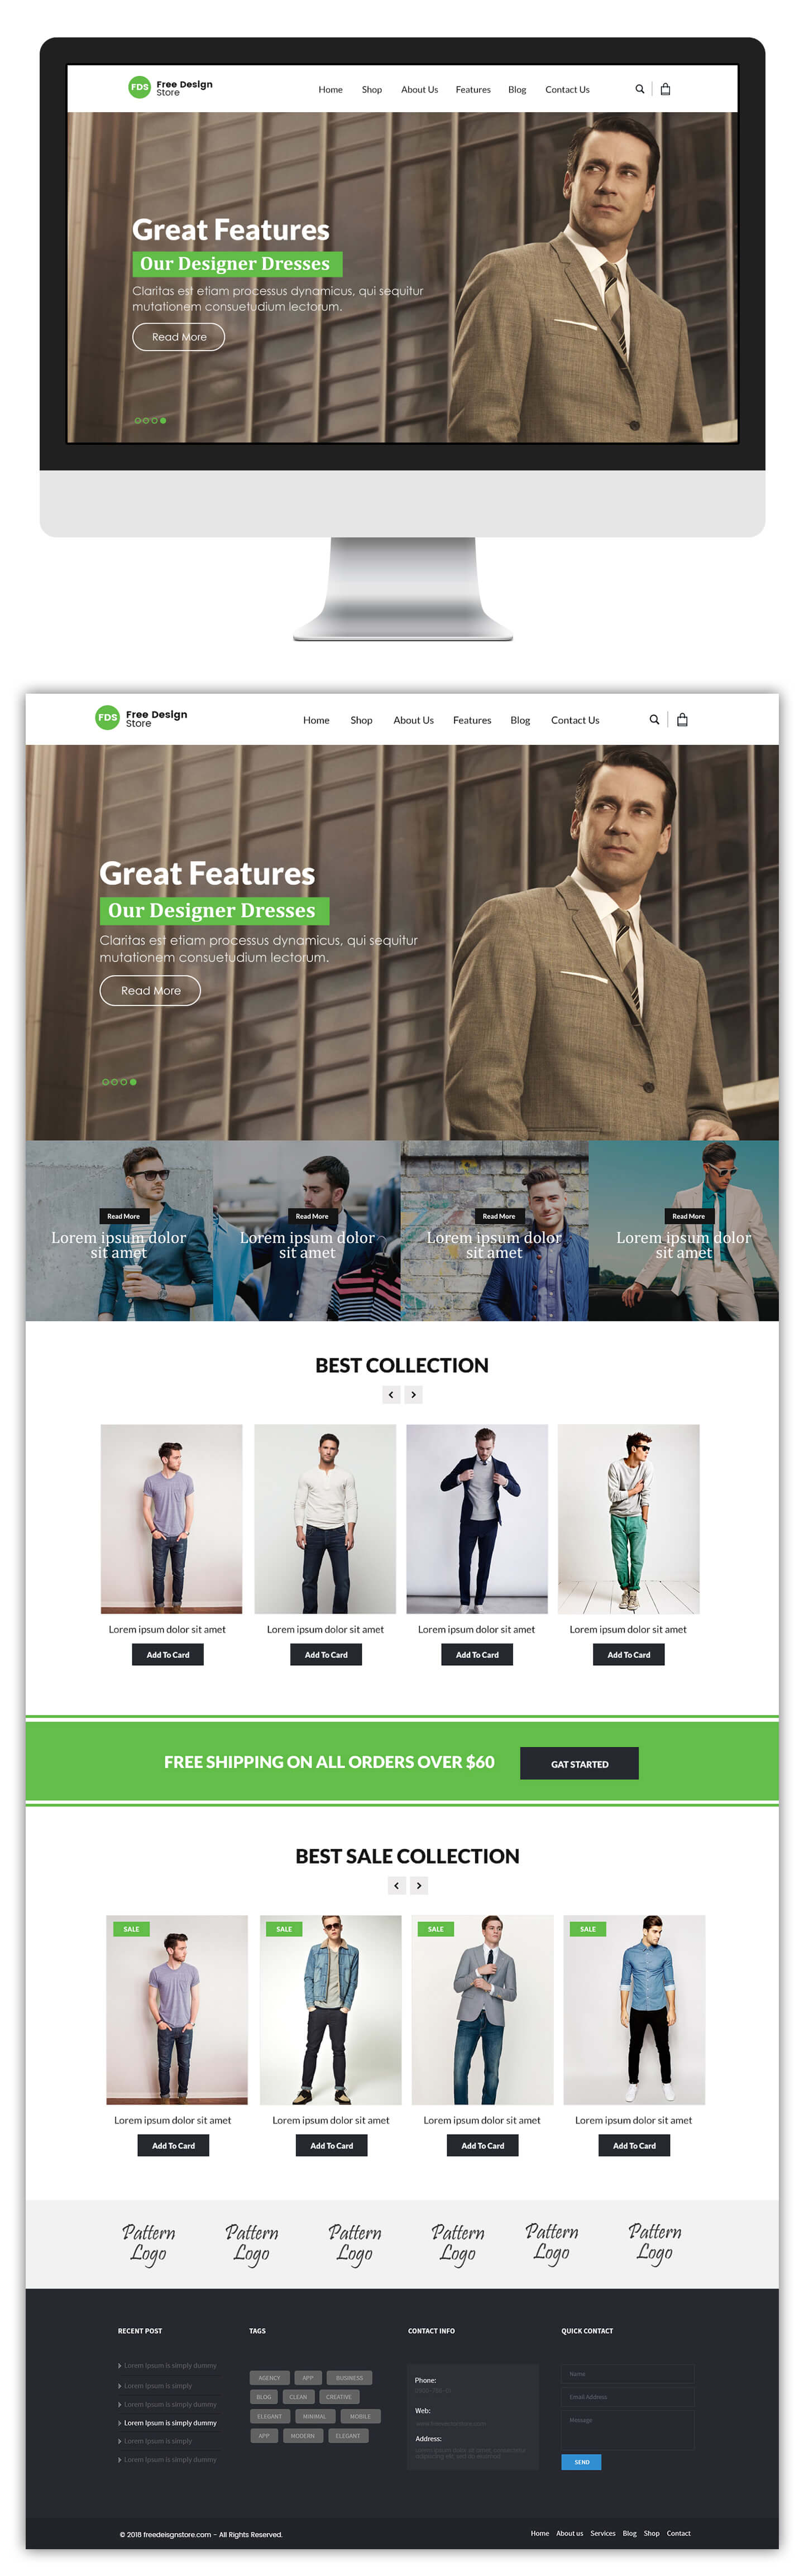 FDS Free Design
Store
Home Shop About Us Features Blog Contact Us
Great Features
Our Designer Dresses
Claritas est etiam processus dynamicus, qui sequitur
mutationem consuetudium lectorum.
Read More
FDS Free Design
Store
Home Shop About Us Features Blog Contact Us
Great Features
Our Designer Dresses
Claritas est etiam processus dynamicus, qui sequitur
mutationem consuetudium lectorum.
Read More
Read More Read More Read More Read More
Lorem ipsum dolor Lorem ipsum dolor Lorem ipsum dolor Lorem ipsum dolor
sit amet sit amet sit amet sit amet
BEST COLLECTION
Lorem ipsum dolor sit amet Lorem ipsum dolor sit amet Lorem ipsum dolor sit amet Lorem ipsum dolor sit amet
Add To Card Add To Card Add To Card Add To Card
FREE SHIPPING ON ALL ORDERS OVER $60 GAT STARTED
BEST SALE COLLECTION
SALE SALE SALE SALE
Lorem ipsum dolor sit amet Lorem ipsum dolor sit amet Lorem ipsum dolor sit amet Lorem ipsum dolor sit amet
Add To Card Add To Card Add To Card Add To Card
Pattern Pattern Pattern Pattern Pattern Pattern
Logo Logo Logo Logo Logo Logo
RECENT POST TAGS CONTACT INFO QUICK CONTACT
Lorem Ipsum is simply dummy
Lorem Ipsum is simply
Lorem Ipsum is simply dummy
Lorem Ipsum is simply dummy
Lorem Ipsum is simply
Lorem Ipsum is simply dummy
AGENCY APP BUSINESS
BLOG CLEAN CREATIVE
ELEGANT MINIMAL MOBILE
APP MODERN ELEGANT
Phone:
Web:
Address:
Name
Email Address
Message
SEND
© 2018 freedeisgnstore.com - All Rights Reserved. Home About us Services Blog Shop Contact